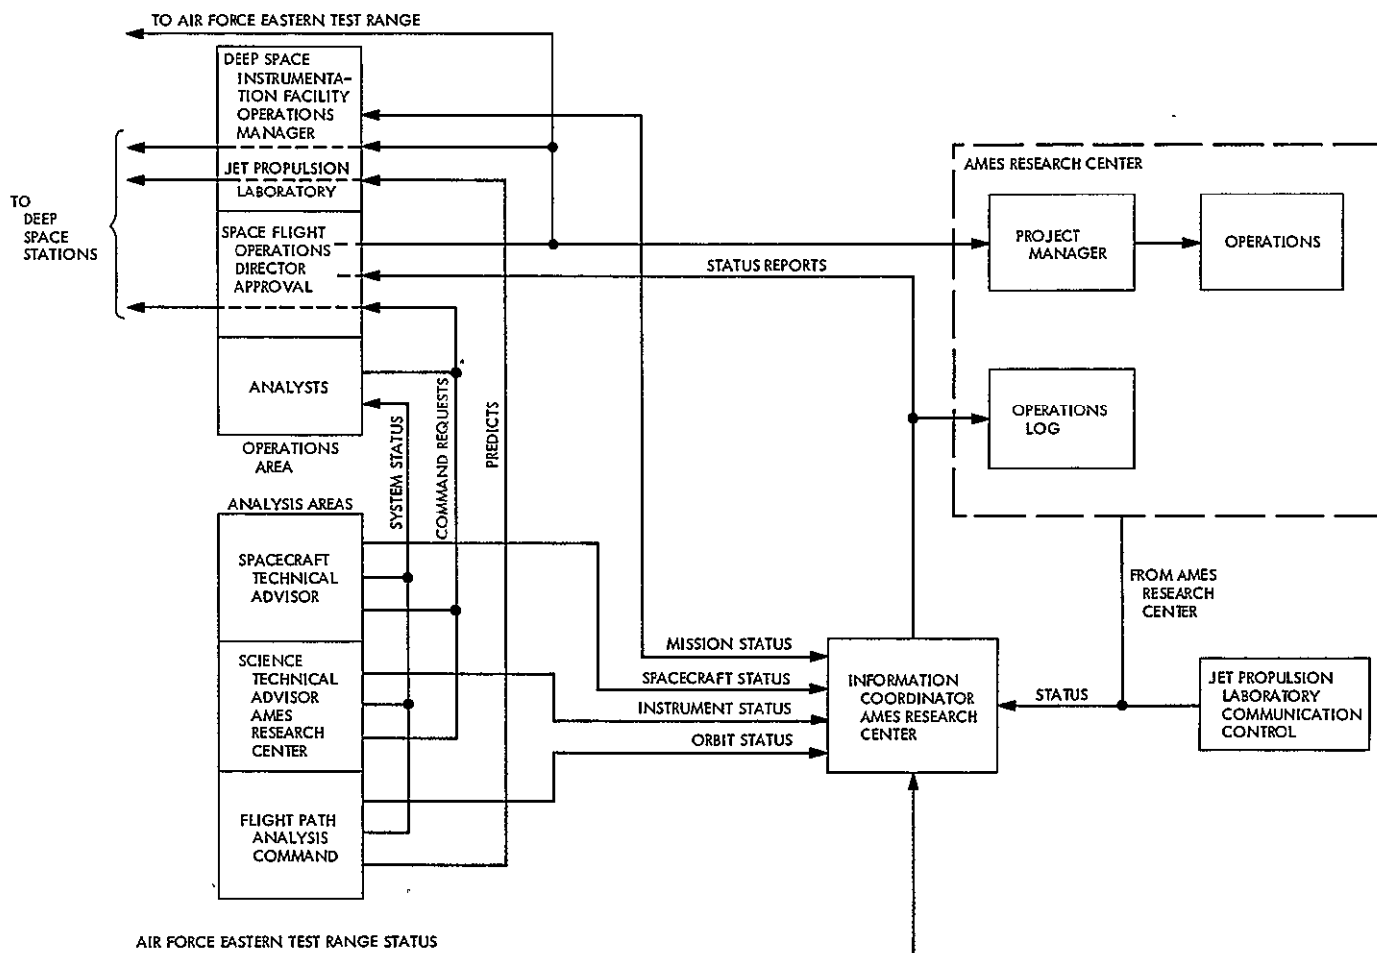 TO AIR FORCE EASTERN TEST RANGE
DEEP SPACE
INSTRUMENTA-
TION FACILITY
OPERATIONS
MANAGER
JET PROPULSION
LABORATORY
TO
DEEP
SPACE
STATIONS
SPACE FLIGHT
OPERATIONS
DIRECTOR
APPROVAL
ANALYSTS
OPERATIONS
AREA
STATUS REPORTS
AMES RESEARCH CENTER
PROJECT
MANAGER
OPERATIONS
OPERATIONS
LOG
SYSTEM STATUS
COMMAND REQUESTS
PREDICTS
ANALYSIS AREAS
SPACECRAFT
TECHNICAL
ADVISOR
SCIENCE
TECHNICAL
ADVISOR
AMES
RESEARCH
CENTER
FLIGHT PATH
ANALYSIS
COMMAND
MISSION STATUS
SPACECRAFT STATUS
INSTRUMENT STATUS
ORBIT STATUS
INFORMATION
COORDINATOR
AMES RESEARCH
CENTER
STATUS
FROM AMES
RESEARCH
CENTER
JET PROPULSION
LABORATORY
COMMUNICATION
CONTROL
AIR FORCE EASTERN TEST RANGE STATUS